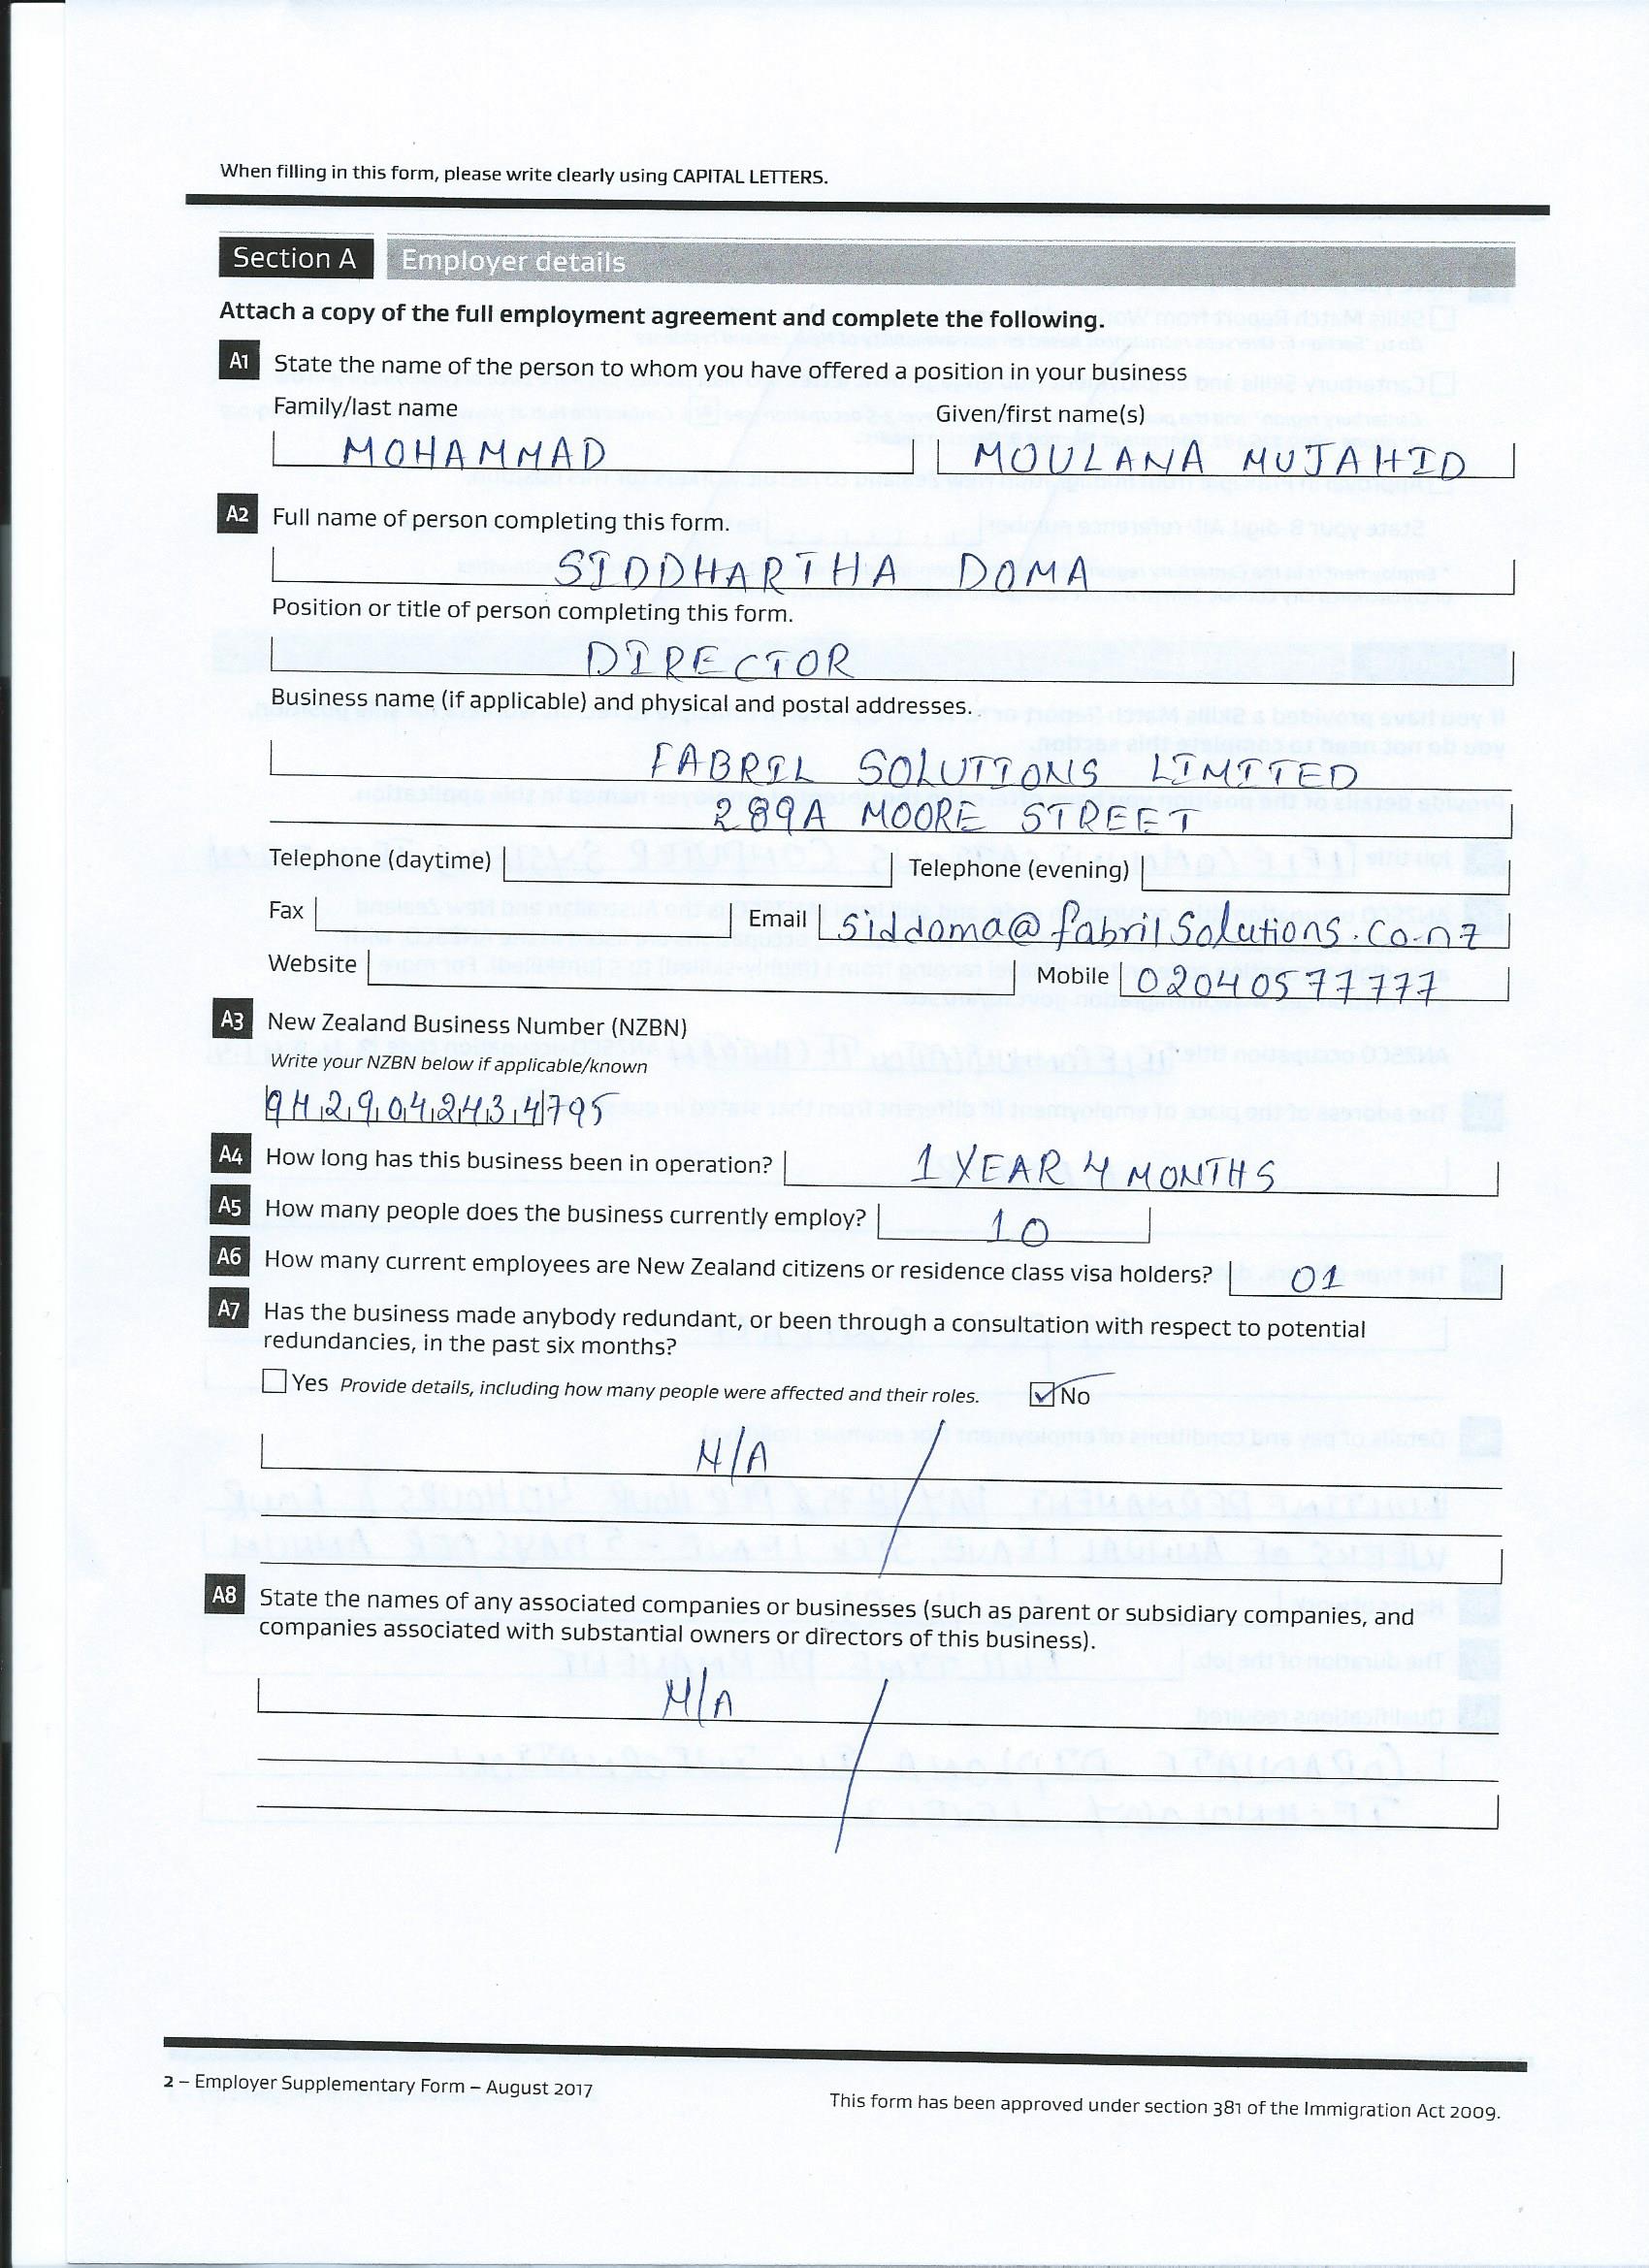 When filling in this form, please write clearly using CAPITAL LETTERS.
Section A Employer details
Attach a copy of the full employment agreement and complete the following.
A1 State the name of the person to whom you have offered a position in your business
Family/last name Given/first name(s)
MOHAMMAD MOULANA MUJAHID
A2 Full name of person completing this form.
SIDDHARTHA DOMA
Position or title of person completing this form.
DIRECTOR
Business name (if applicable) and physical and postal addresses.
FABRIL SOLUTIONS LIMITED
289A MOORE STREET
Telephone (daytime) Telephone (evening)
Fax Email siddoma@fabrilsolutions.co.nz
Website Mobile 02040577777
A3 New Zealand Business Number (NZBN)
Write your NZBN below if applicable/known
9429042434795
A4 How long has this business been in operation? 1 YEAR 4 MONTHS
A5 How many people does the business currently employ? 10
A6 How many current employees are New Zealand citizens or residence class visa holders? 01
A7 Has the business made anybody redundant, or been through a consultation with respect to potential
redundancies, in the past six months?
Yes Provide details, including how many people were affected and their roles. No
N/A
A8 State the names of any associated companies or businesses (such as parent or subsidiary companies, and
companies associated with substantial owners or directors of this business).
N/A
2 – Employer Supplementary Form – August 2017
This form has been approved under section 381 of the Immigration Act 2009.